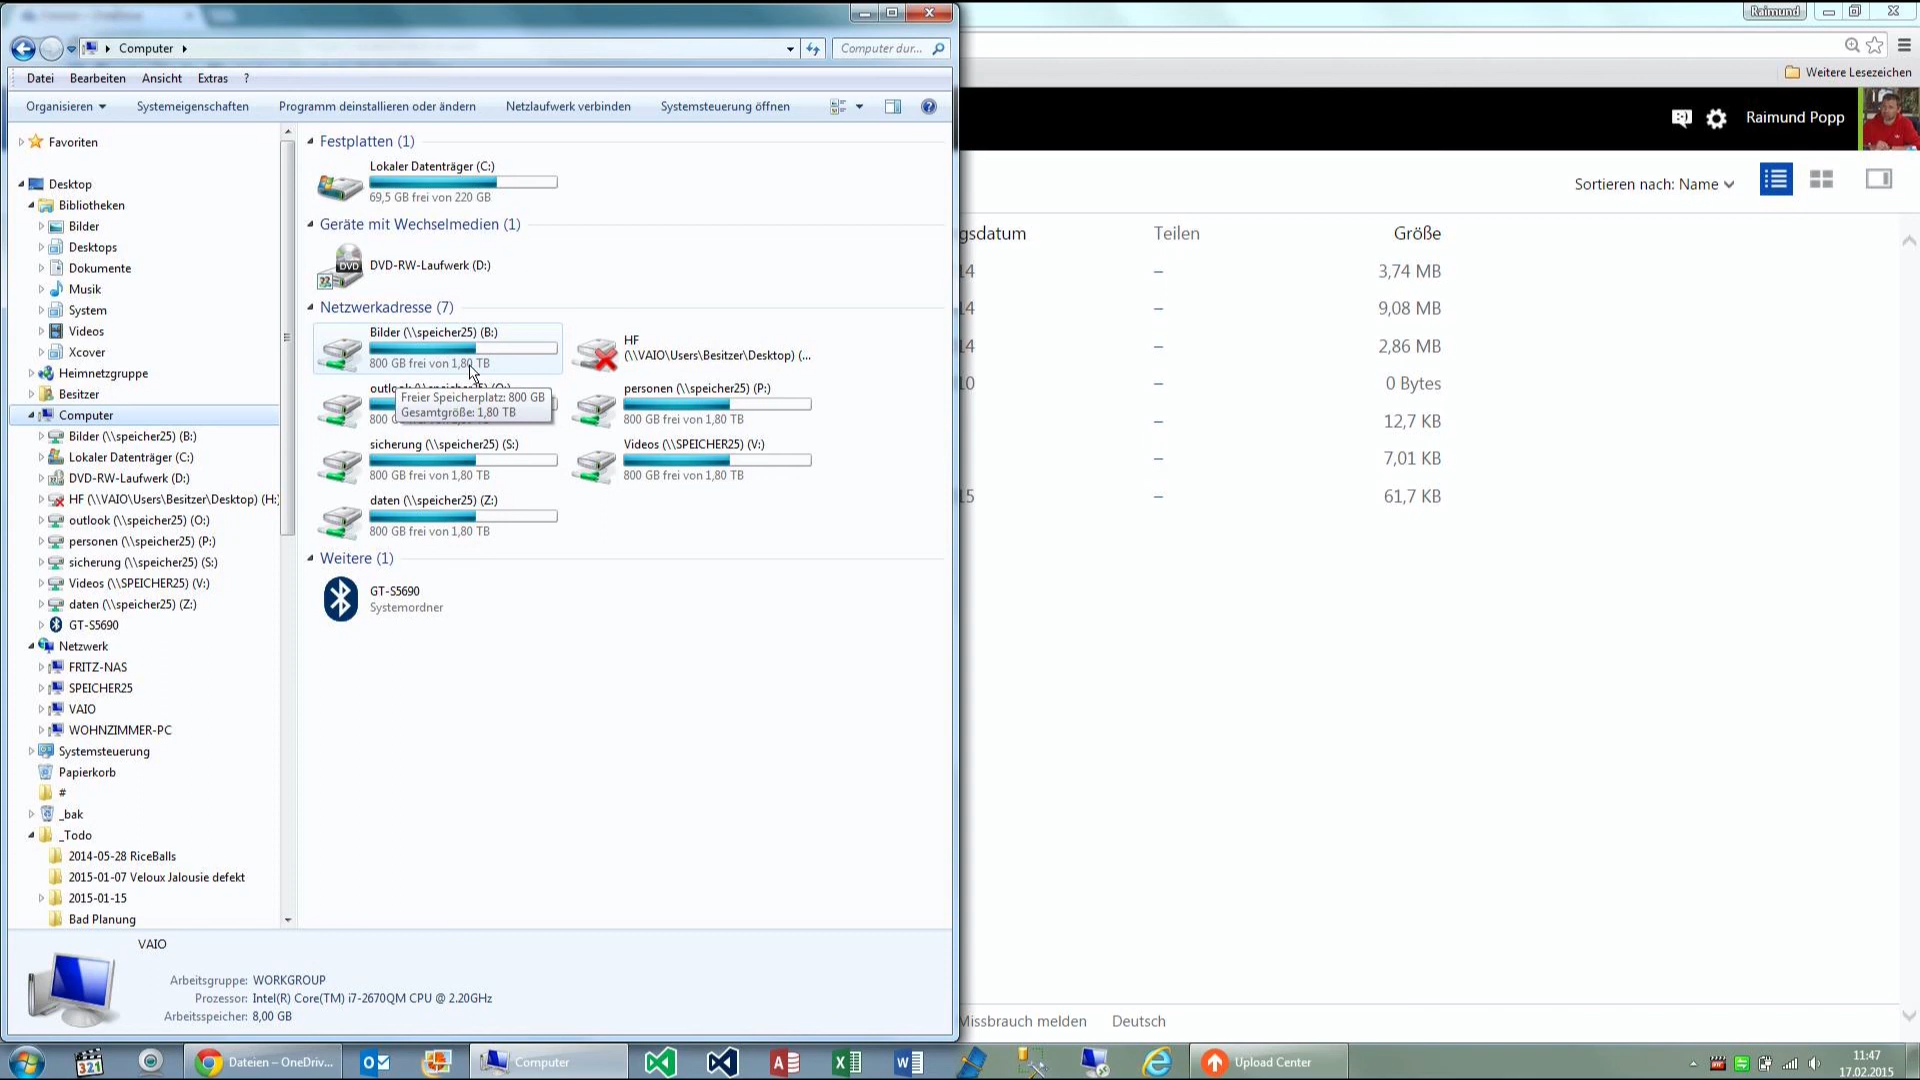 Raimund
Computer
Computer dur...
Weitere Lesezeichen
Datei Bearbeiten Ansicht Extras ?
Organisieren Systemeigenschaften Programm deinstallieren oder ändern Netzlaufwerk verbinden Systemsteuerung öffnen
Raimund Popp
Sortieren nach: Name
Favoriten
Desktop
Bibliotheken
Bilder
Desktops
Dokumente
Musik
System
Videos
Xcover
Heimnetzgruppe
Besitzer
Computer
Bilder (\\speicher25) (B:)
Lokaler Datenträger (C:)
DVD-RW-Laufwerk (D:)
HF (\\VAIO\Users\Besitzer\Desktop) (H:)
outlook (\\speicher25) (O:)
personen (\\speicher25) (P:)
sicherung (\\speicher25) (S:)
Videos (\\SPEICHER25) (V:)
daten (\\speicher25) (Z:)
GT-S5690
Netzwerk
FRITZ-NAS
SPEICHER25
VAIO
WOHNZIMMER-PC
Systemsteuerung
Papierkorb
#
_bak
_Todo
2014-05-28 RiceBalls
2015-01-07 Veloux Jalousie defekt
2015-01-15
Bad Planung
Festplatten (1)
Lokaler Datenträger (C:)
69,5 GB frei von 220 GB
Geräte mit Wechselmedien (1)
DVD
DVD-RW-Laufwerk (D:)
Netzwerkadresse (7)
Bilder (\\speicher25) (B:)
800 GB frei von 1,80 TB
HF
(\\VAIO\Users\Besitzer\Desktop) (...
Freier Speicherplatz: 800 GB
Gesamtgröße: 1,80 TB
personen (\\speicher25) (P:)
800 GB frei von 1,80 TB
sicherung (\\speicher25) (S:)
800 GB frei von 1,80 TB
Videos (\\SPEICHER25) (V:)
800 GB frei von 1,80 TB
daten (\\speicher25) (Z:)
800 GB frei von 1,80 TB
Weitere (1)
GT-S5690
Systemordner
gsdatum Teilen Größe
14 – 3,74 MB
14 – 9,08 MB
14 – 2,86 MB
10 – 0 Bytes
– 12,7 KB
– 7,01 KB
15 – 61,7 KB
VAIO
Arbeitsgruppe: WORKGROUP
Prozessor: Intel(R) Core(TM) i7-2670QM CPU @ 2.20GHz
Arbeitsspeicher: 8,00 GB
Missbrauch melden Deutsch
321
Dateien – OneDriv...
Computer
Upload Center
11:47
17.02.2015